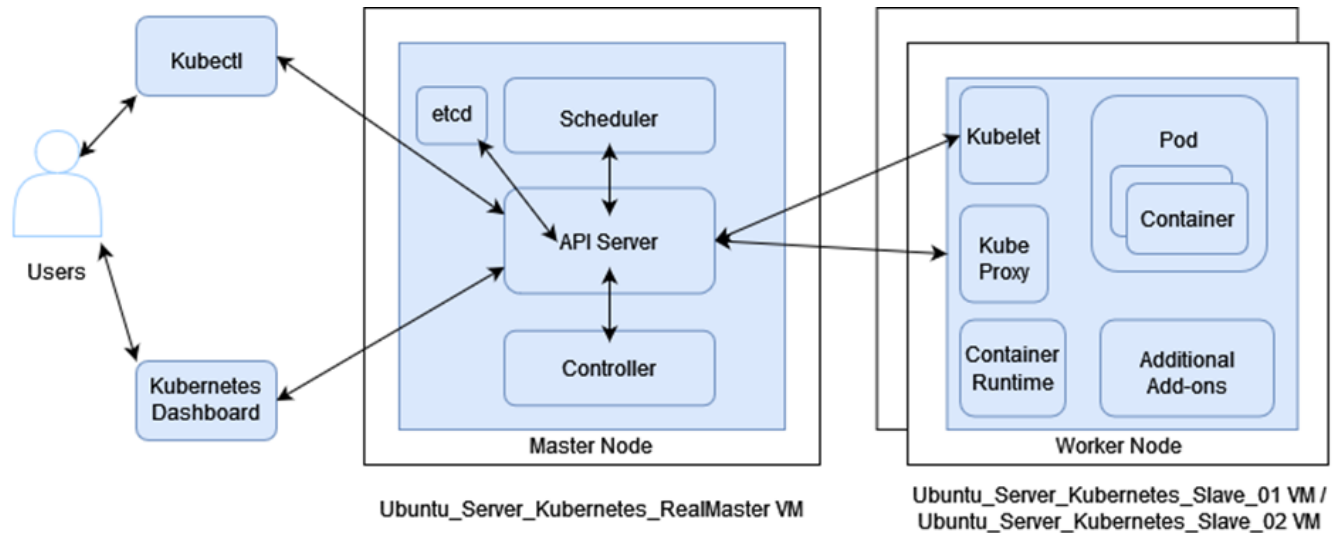 Kubectl
Users
Kubernetes
Dashboard
etcd
Scheduler
API Server
Controller
Master Node
Ubuntu_Server_Kubernetes_RealMaster VM
Kubelet
Pod
Container
Kube
Proxy
Container
Runtime
Additional
Add-ons
Worker Node
Ubuntu_Server_Kubernetes_Slave_01 VM /
Ubuntu_Server_Kubernetes_Slave_02 VM